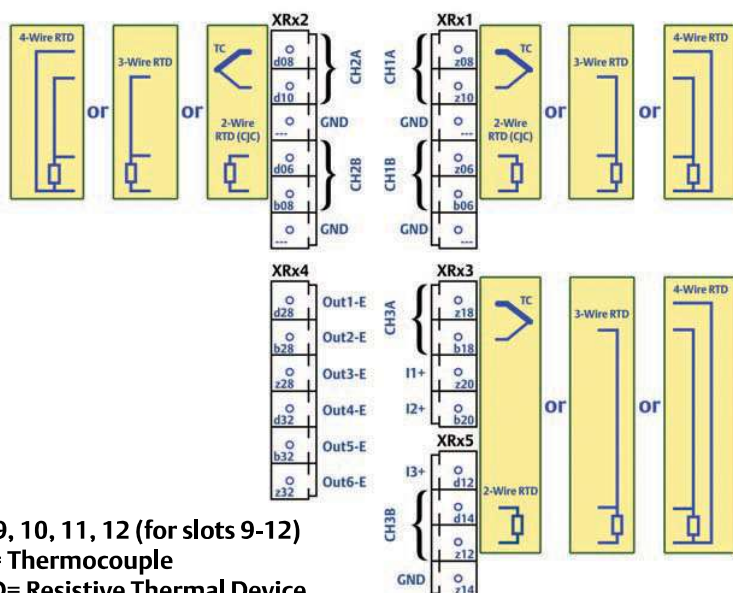 XRx2
XRx1
4-Wire RTD
3-Wire RTD
TC
2-Wire
RTD (CJC)
or
or
d08
d10
---
d06
b08
---
CH2A
GND
CH2B
GND
CH1A
GND
CH1B
GND
z08
z10
---
z06
b06
---
TC
2-Wire
RTD (CJC)
or
3-Wire RTD
or
4-Wire RTD
XRx4
d28
b28
z28
d32
b32
z32
Out1-E
Out2-E
Out3-E
Out4-E
Out5-E
Out6-E
XRx3
CH3A
I1+
I2+
z18
b18
z20
b20
XRx5
I3+
CH3B
GND
d12
d14
z12
z14
TC
2-Wire RTD
or
3-Wire RTD
or
4-Wire RTD
9, 10, 11, 12 (for slots 9-12)
= Thermocouple
= Resistive Thermal Device